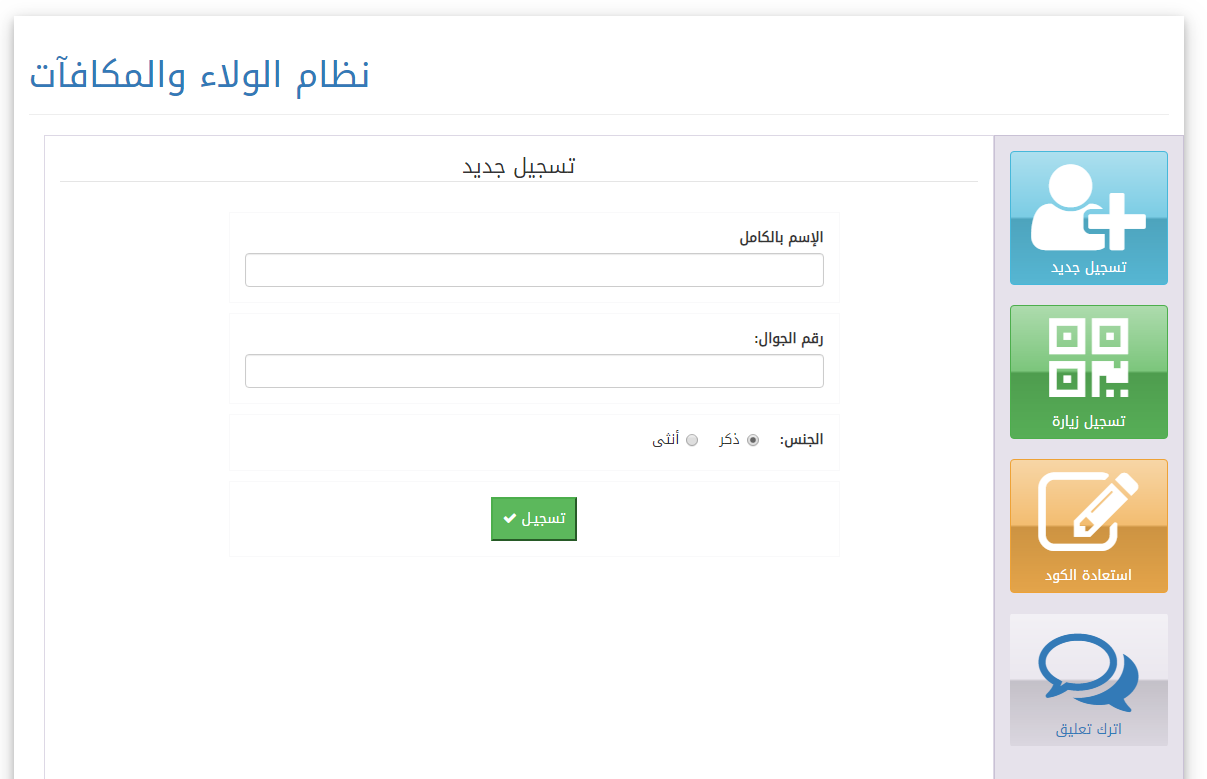 نظام الولاء والمكافآت
تسجيل جديد
تسجيل زيارة
استعادة الكود
اترك تعليق
تسجيل جديد
الإسم بالكامل
رقم الجوال:
الجنس: ذكر أنثى
تسجيل